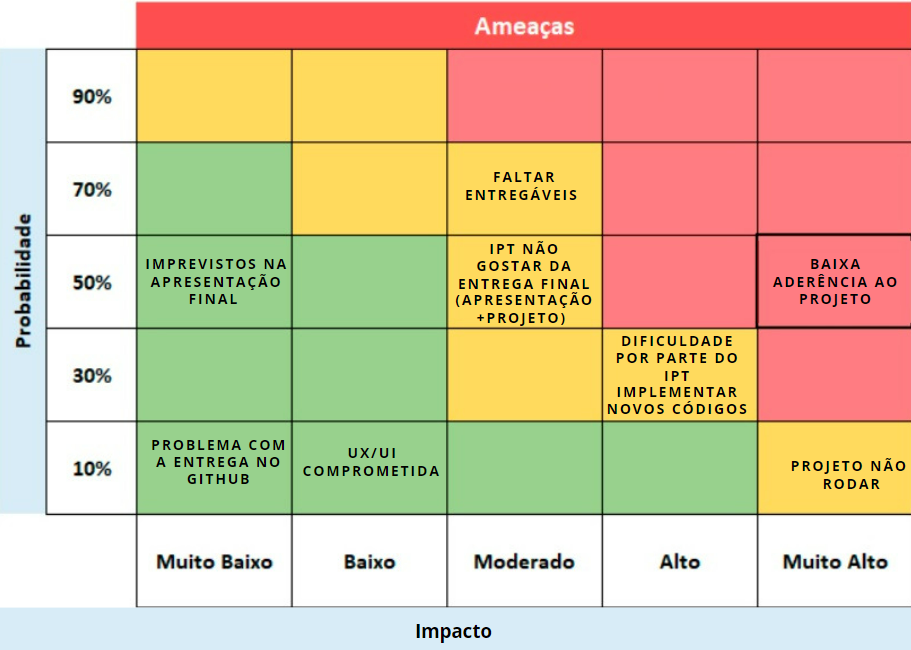 Ameaças
Probabilidade
90%
70%
FALTAR
ENTREGÁVEIS
50%
IMPREVISTOS NA
APRESENTAÇÃO
FINAL
IPT NÃO
GOSTAR DA
ENTREGA FINAL
(APRESENTAÇÃO
+PROJETO)
BAIXA
ADERÊNCIA AO
PROJETO
30%
DIFICULDADE
POR PARTE DO
IPT
IMPLEMENTAR
NOVOS CÓDIGOS
10%
PROBLEMA COM
A ENTREGA NO
GITHUB
UX/UI
COMPROMETIDA
PROJETO NÃO
RODAR
Muito Baixo
Baixo
Moderado
Alto
Muito Alto
Impacto